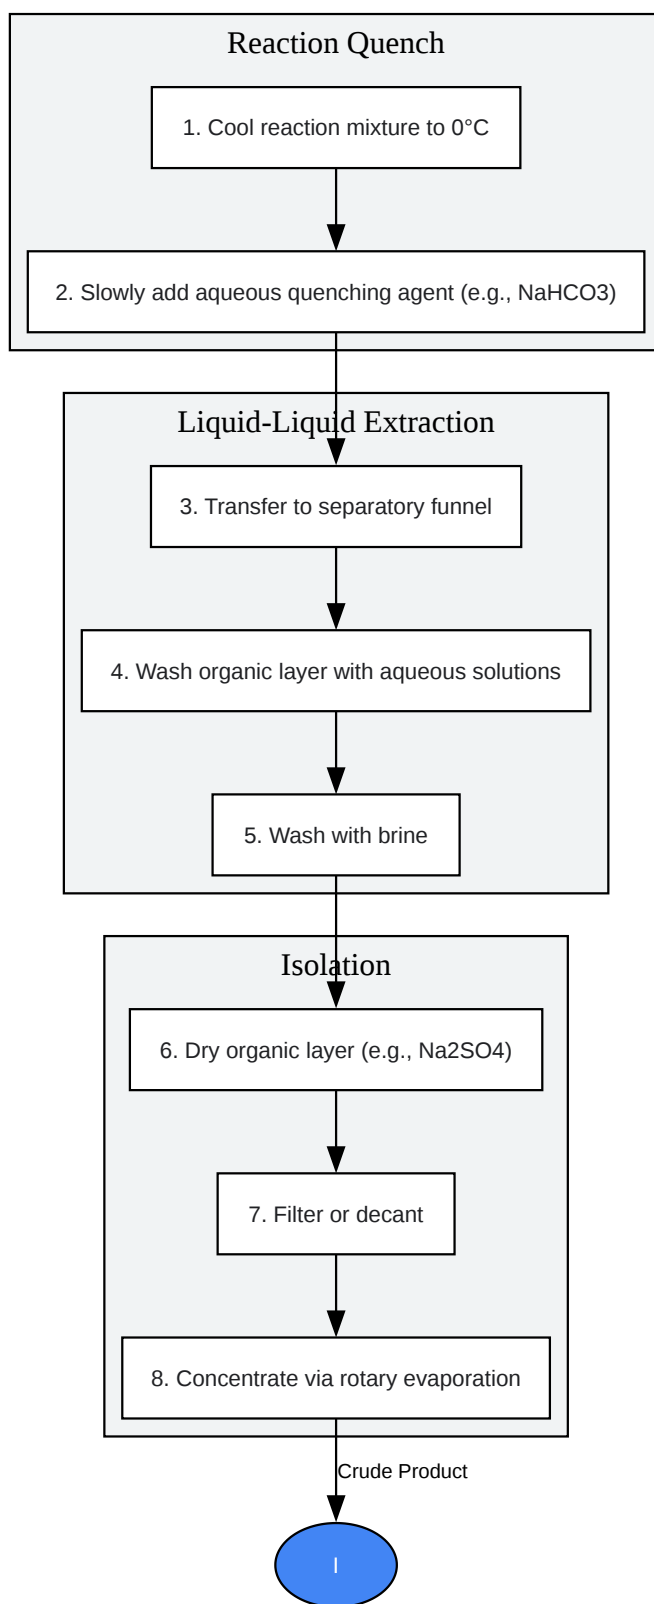 Reaction Quench
1. Cool reaction mixture to 0°C
2. Slowly add aqueous quenching agent (e.g., NaHCO3)
Liquid-Liquid Extraction
3. Transfer to separatory funnel
4. Wash organic layer with aqueous solutions
5. Wash with brine
Isolation
6. Dry organic layer (e.g., Na2SO4)
7. Filter or decant
8. Concentrate via rotary evaporation
Crude Product
I